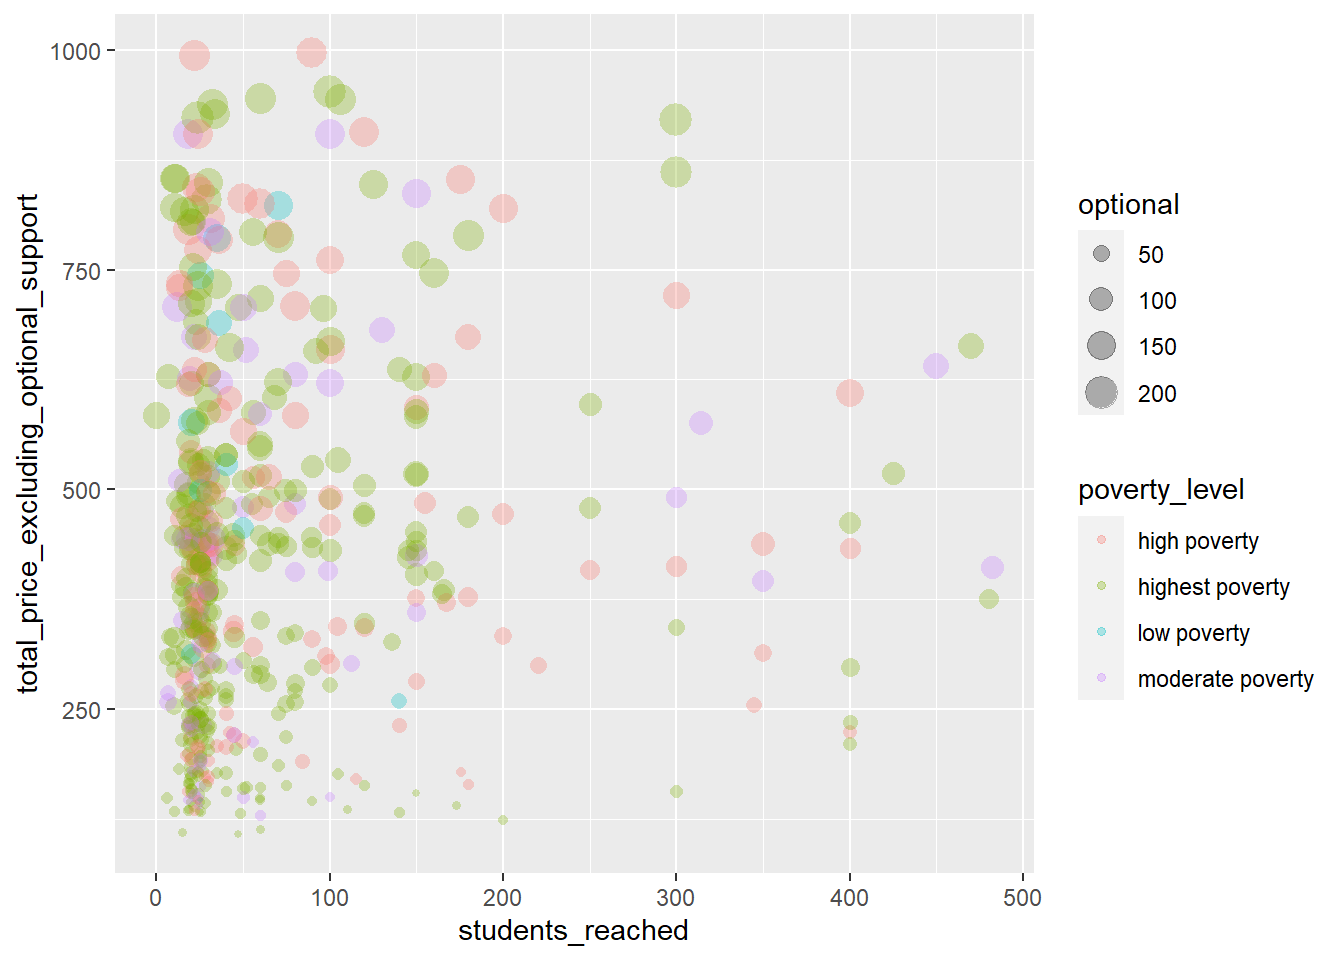 1000
750
500
250
total_price_excluding_optional_support
0
100
200
300
400
500
students_reached
optional
50
100
150
200
poverty_level
high poverty
highest poverty
low poverty
moderate poverty